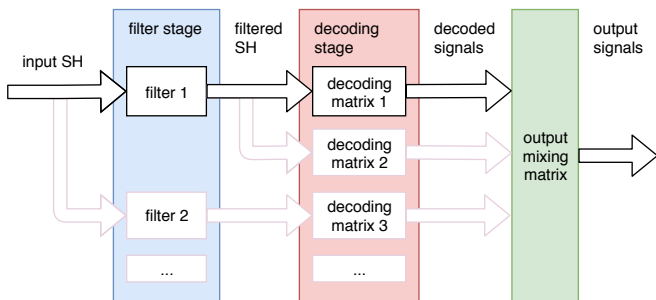 filter stage
filtered
SH
decoding
stage
decoded
signals
output
signals
input SH
filter 1
decoding
matrix 1
decoding
matrix 2
output
mixing
matrix
filter 2
decoding
matrix 3
...
...